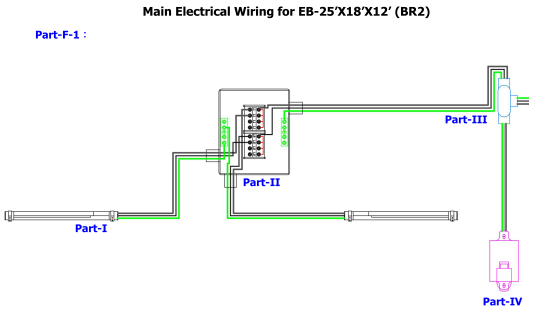 Main Electrical Wiring for EB-25'X18'X12' (BR2)
Part-F-1 :
Part-III
Part-II
Part-I
Part-IV